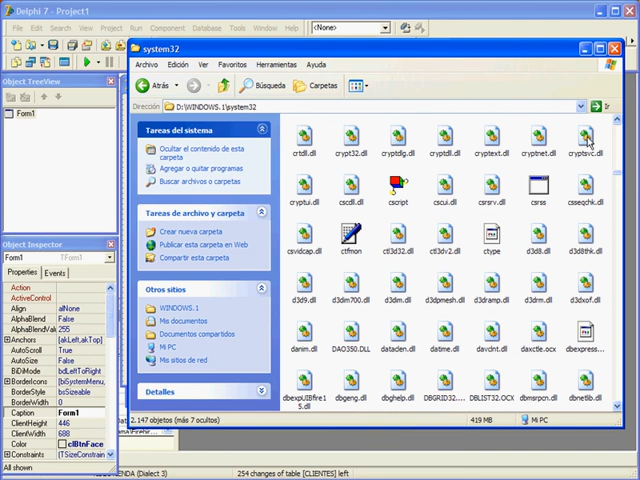 Delphi 7 - Project1
File Edit Search View Project Run Component Database Tools Window Help
<None>
Object TreeView
Form1
Object Inspector
Form1 TForm1
Properties Events
Action
ActiveControl
Align alNone
AlphaBlend False
AlphaBlendVal 255
Anchors [akLeft,akTop]
AutoScroll True
AutoSize False
BiDiMode bdLeftToRight
BorderIcons [biSystemMenu,
BorderStyle bsSizeable
BorderWidth 0
Caption Form1
ClientHeight 446
ClientWidth 688
Color clBtnFace
Constraints (TSizeConstrain
All shown
system32
Archivo Edición Ver Favoritos Herramientas Ayuda
Atrás Búsqueda Carpetas
Dirección D:\WINDOWS.1\system32 Ir
Tareas del sistema
Ocultar el contenido de esta
carpeta
Agregar o quitar programas
Buscar archivos o carpetas
Tareas de archivo y carpeta
Crear nueva carpeta
Publicar esta carpeta en Web
Compartir esta carpeta
Otros sitios
WINDOWS.1
Mis documentos
Documentos compartidos
Mi PC
Mis sitios de red
Detalles
crtdll.dll crypt32.dll cryptdlg.dll cryptdll.dll cryptext.dll cryptnet.dll cryptsvc.dll
cryptui.dll cscdll.dll cscript cscui.dll csrsrv.dll csrss csseqchk.dll
csvidcap.dll ctfmon ctl3d32.dll ctl3dv2.dll ctype d3d8.dll d3d8thk.dll
d3d9.dll d3dim700.dll d3dm.dll d3dpmesh.dll d3dramp.dll d3drm.dll d3dxof.dll
danim.dll DAO350.DLL dataclen.dll datime.dll davclnt.dll daxctle.ocx dbexpress...
dbexpUIBfire1
5.dll
dbgeng.dll dbghelp.dll DBGRID32.... DBLIST32.OCX dbmsrpcn.dll dbnetlib.dll
2.147 objetos (más 7 ocultos) 419 MB Mi PC
(Dialect 3) 254 changes of table [CLIENTES] left